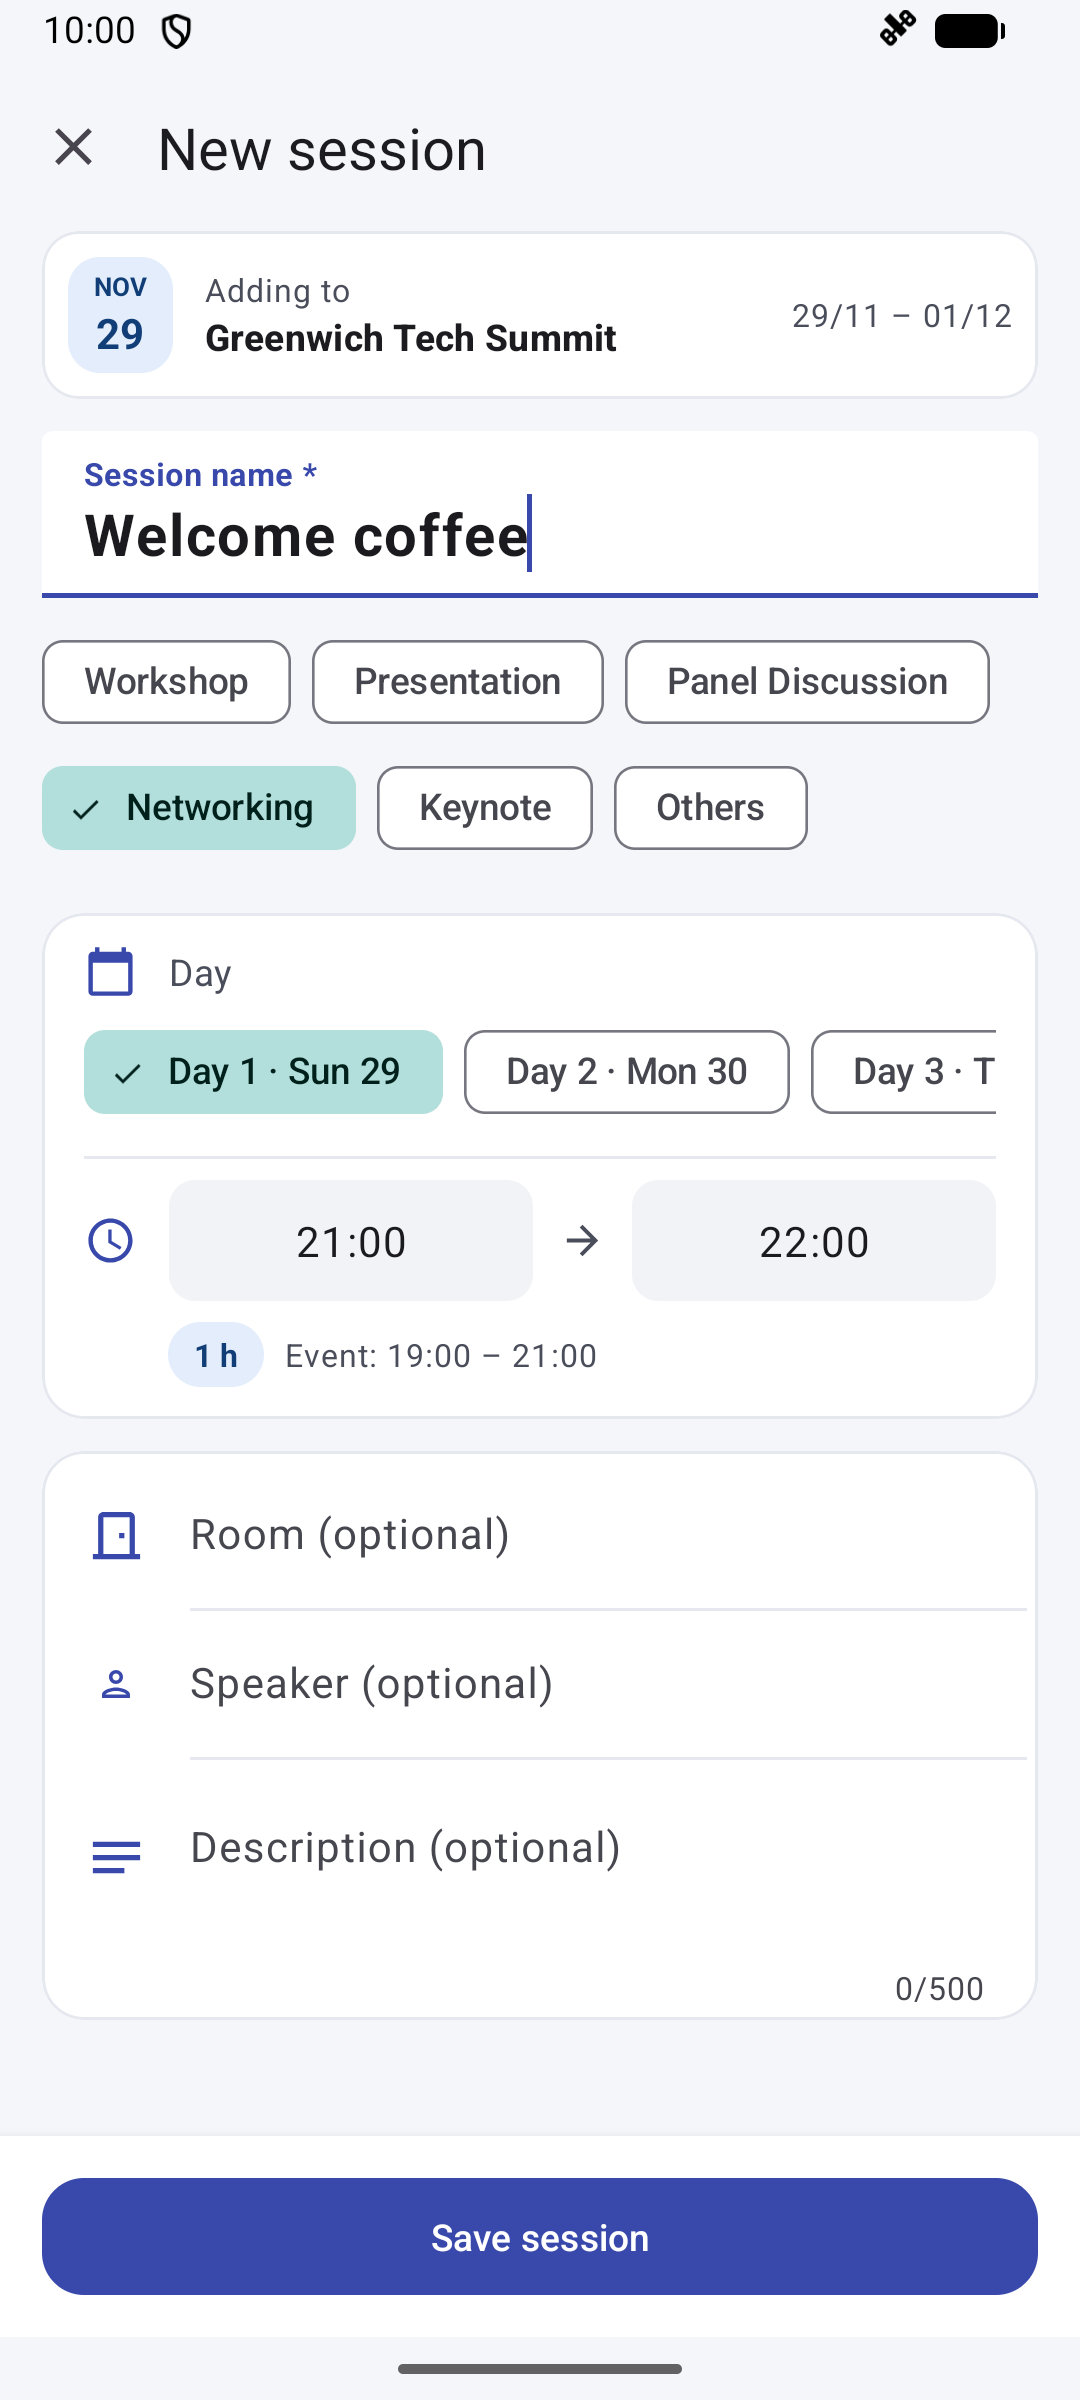 10:00
New session
NOV
29
Adding to
Greenwich Tech Summit
29/11 – 01/12
Session name *
Welcome coffee
Workshop
Presentation
Panel Discussion
Networking
Keynote
Others
Day
Day 1 · Sun 29
Day 2 · Mon 30
Day 3 · T
21:00
22:00
1 h
Event: 19:00 – 21:00
Room (optional)
Speaker (optional)
Description (optional)
0/500
Save session